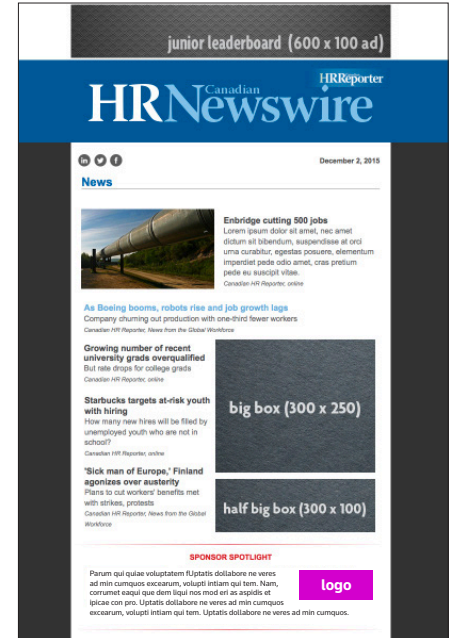 junior leaderboard (600 x 100 ad)
HRReporter
Canadian
HRNewswire
in f
December 2, 2015
News
Enbridge cutting 500 jobs
Lorem ipsum dolor sit amet, nec amet
dictum sit bibendum, suspendisse at orci
urna curabitur, egestas posuere, elementum
imperdiet pede odio amet, cras pretium
pede eu suscipit vitae.
Canadian HR Reporter, online
As Boeing booms, robots rise and job growth lags
Company churning out production with one-third fewer workers
Canadian HR Reporter, News from the Global Workforce
Growing number of recent
university grads overqualified
But rate drops for college grads
Canadian HR Reporter, online
Starbucks targets at-risk youth
with hiring
How many new hires will be filled by
unemployed youth who are not in
school?
Canadian HR Reporter, online
'Sick man of Europe,' Finland
agonizes over austerity
Plans to cut workers' benefits met
with strikes, protests
Canadian HR Reporter, News from the Global
Workforce
big box (300 x 250)
half big box (300 x 100)
SPONSOR SPOTLIGHT
Parum qui quiae voluptatem fUptatis dollabore ne veres
ad min cumquos excearum, volupti intiam qui tem. Nam,
corrumet eaqui que dem liqui nos mod eri as aspidis et
ipicae con pro. Uptatis dollabore ne veres ad min cumquos
excearum, volupti intiam qui tem. Uptatis dollabore ne veres ad min cumquos.
logo